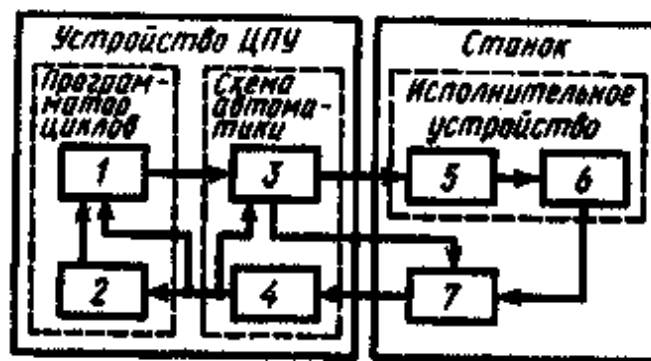 Устройство ЦПУ
Станок
Програм-
матор
циклов
Схема
автома-
тики
Исполнительное
устройство
1
3
5
6
2
4
7